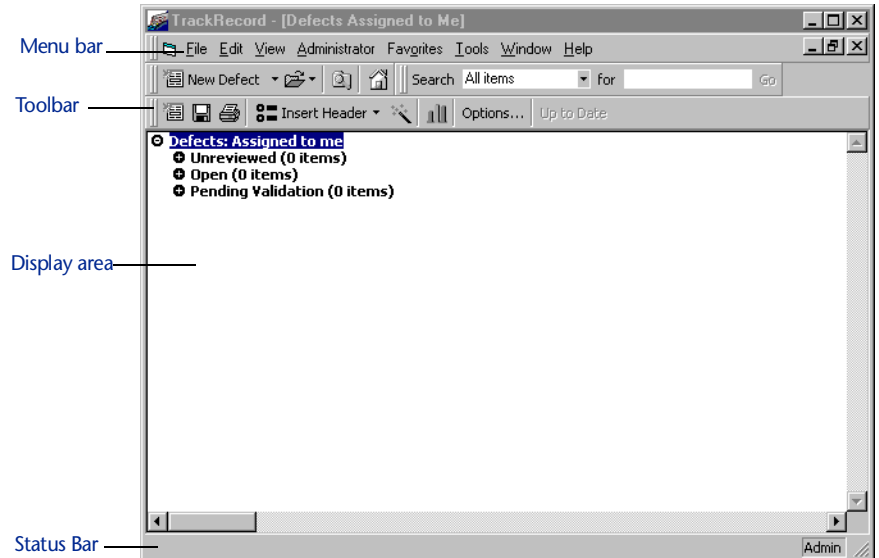 TrackRecord - [Defects Assigned to Me]
Menu bar
File Edit View Administrator Favorites Tools Window Help
New Defect Search All items for Go
Toolbar
Insert Header Options... Up to Date
Defects: Assigned to me
Unreviewed (0 items)
Open (0 items)
Pending Validation (0 items)
Display area
Status Bar
Admin